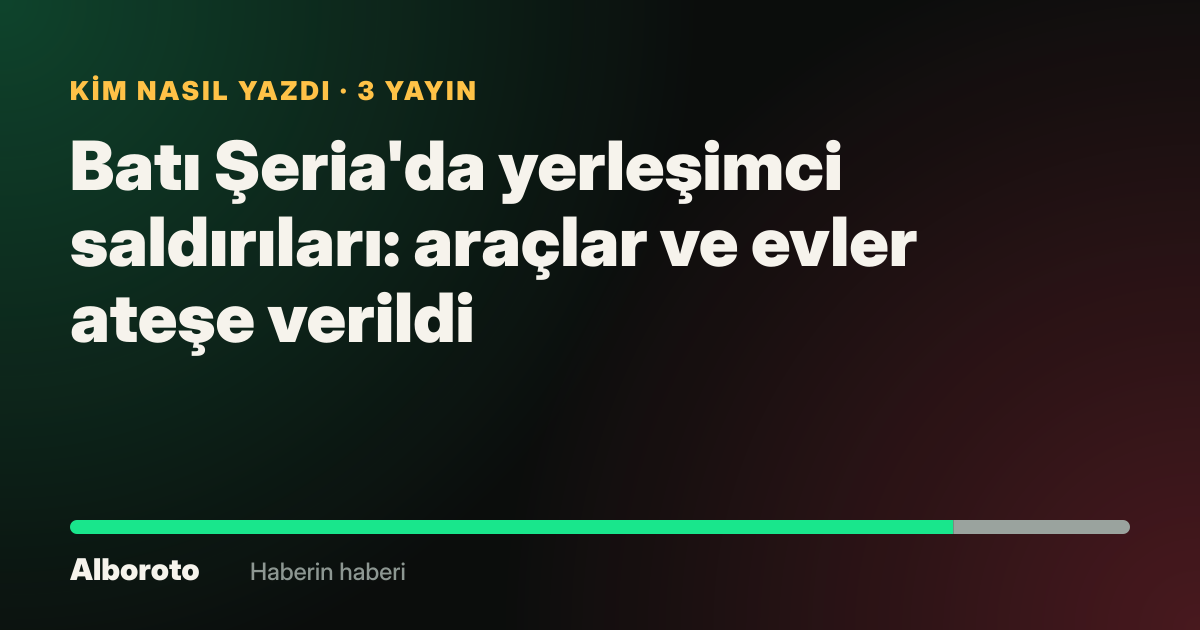 KİM NASIL YAZDI · 3 YAYIN
Batı Şeria'da yerleşimci
saldırıları: araçlar ve evler
ateşe verildi
Alboroto
Haberin haberi